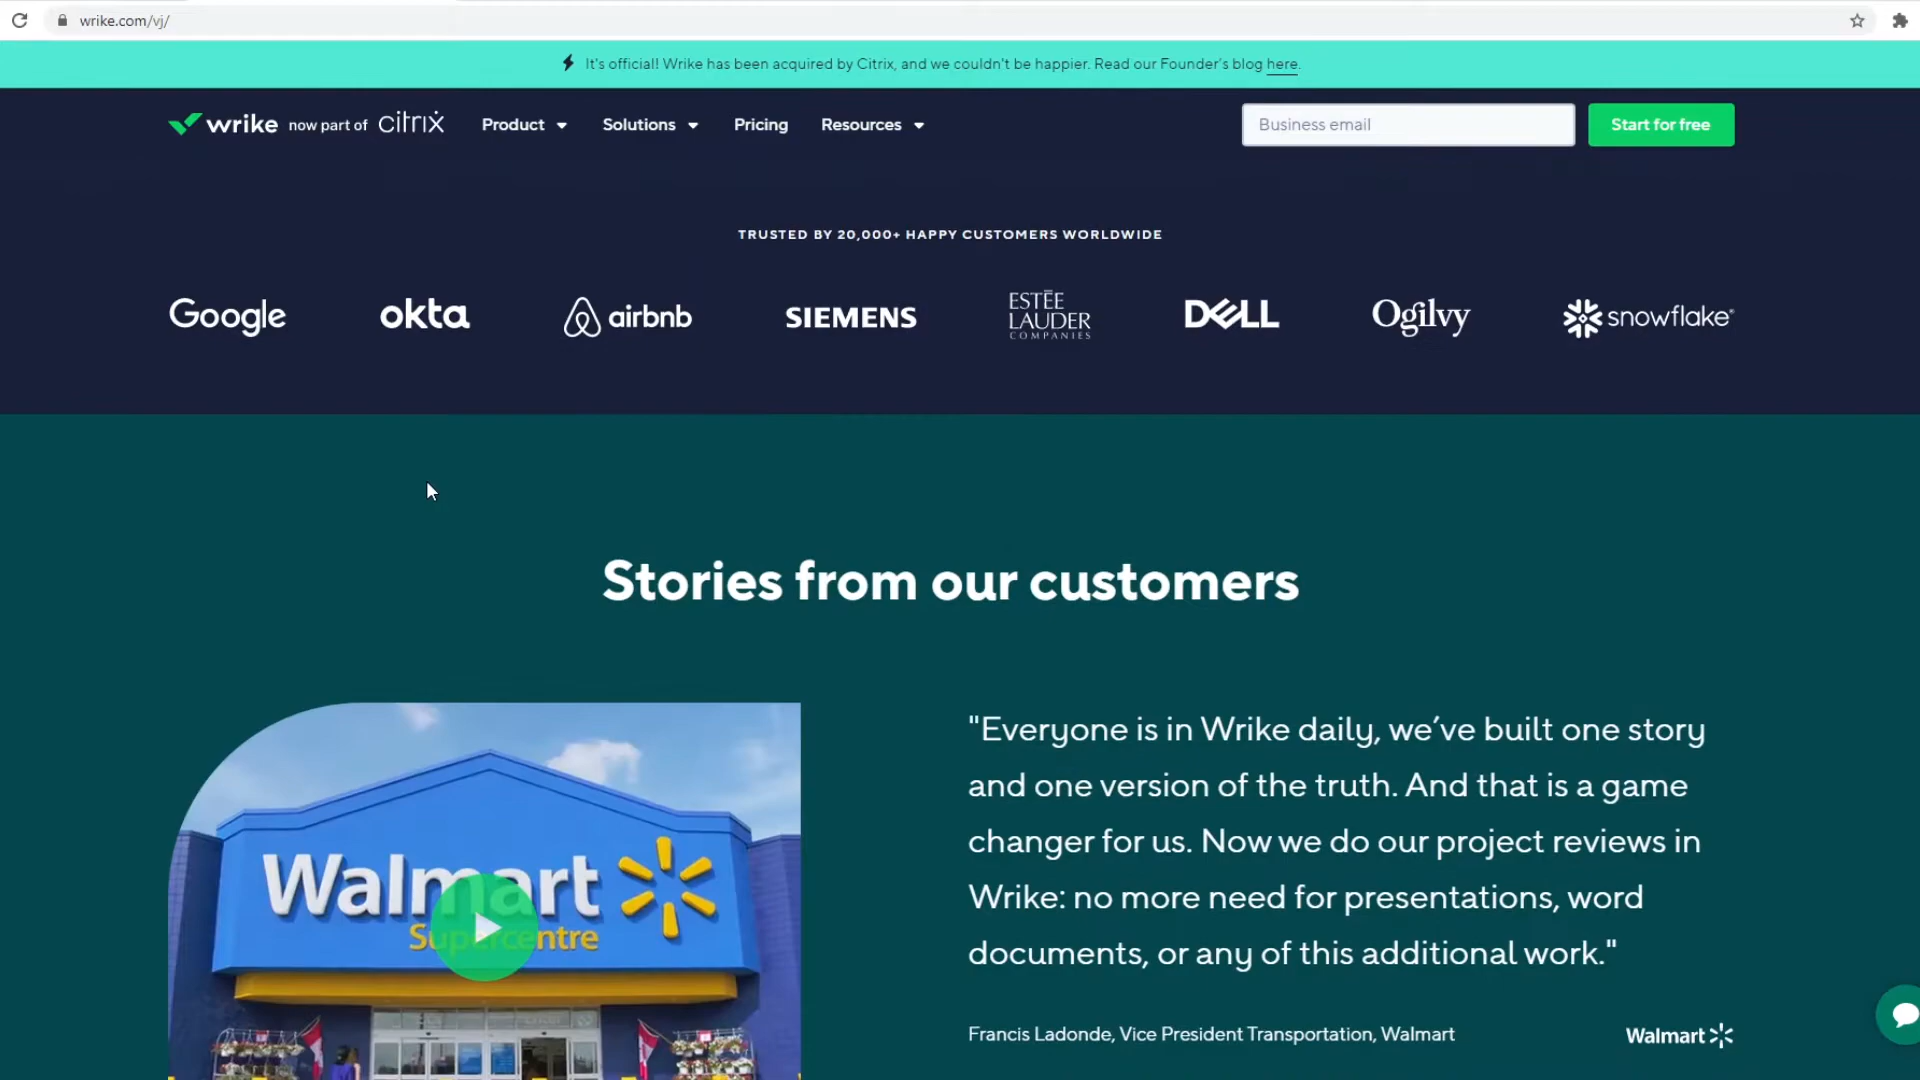 wrike.com/vj/
It's official! Wrike has been acquired by Citrix, and we couldn't be happier. Read our Founder's blog here.
wrike now part of citrix Product Solutions Pricing Resources Business email Start for free
TRUSTED BY 20,000+ HAPPY CUSTOMERS WORLDWIDE
Google okta airbnb SIEMENS ESTĒE LAUDER COMPANIES DELL Ogilvy snowflake®
Stories from our customers
Walmart
Supercentre
"Everyone is in Wrike daily, we’ve built one story
and one version of the truth. And that is a game
changer for us. Now we do our project reviews in
Wrike: no more need for presentations, word
documents, or any of this additional work."
Francis Ladonde, Vice President Transportation, Walmart
Walmart